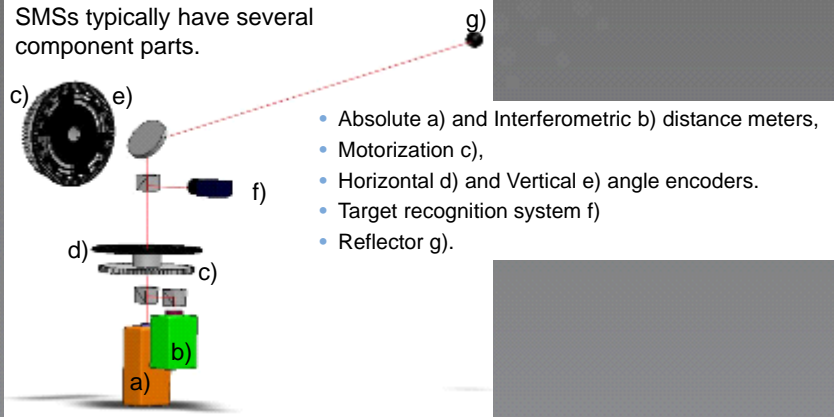 SMSs typically have several
component parts.
g)
c)
e)
• Absolute a) and Interferometric b) distance meters,
• Motorization c),
• Horizontal d) and Vertical e) angle encoders.
• Target recognition system f)
• Reflector g).
f)
d)
c)
b)
a)